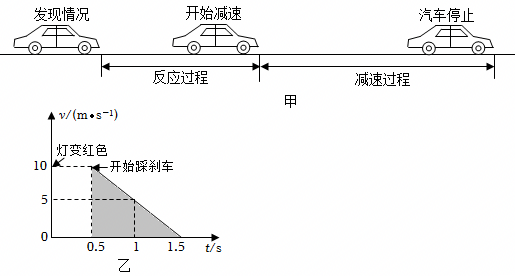 发现情况 开始减速 汽车停止
反应过程 减速过程
甲
v/(m•s⁻¹)
灯变红色
10 开始踩刹车
5
0 0.5 1 1.5 t/s
乙